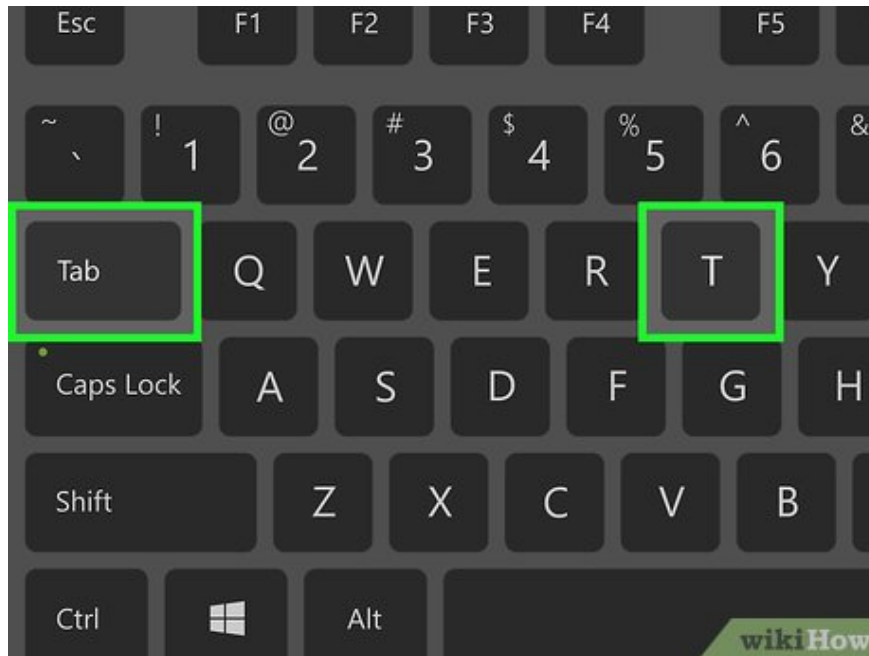 Esc F1 F2 F3 F4 F5
~ ! @ # $ % ^ &
` 1 2 3 4 5 6
Tab Q W E R T Y
Caps Lock A S D F G H
Shift Z X C V B
Ctrl Alt
wikiHow